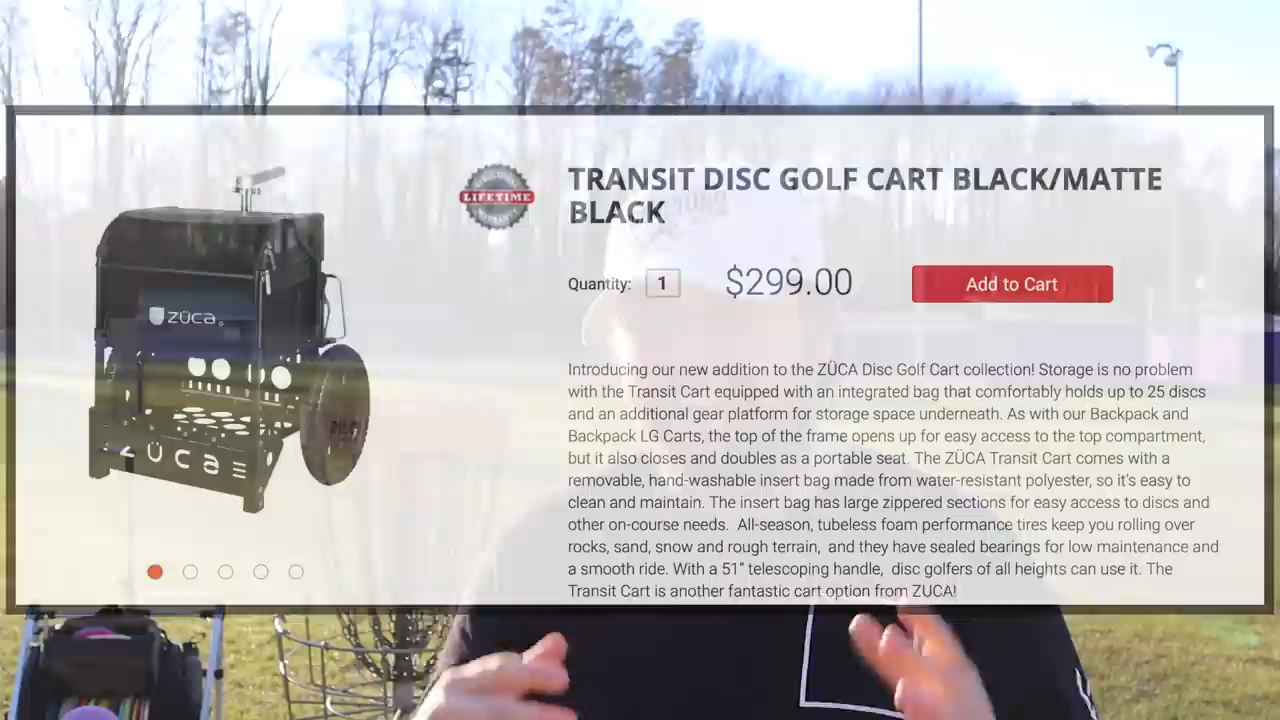 TRANSIT DISC GOLF CART BLACK/MATTE
BLACK
LIFETIME
Quantity: 1 $299.00 Add to Cart
ZÜCA
Introducing our new addition to the ZÜCA Disc Golf Cart collection! Storage is no problem
with the Transit Cart equipped with an integrated bag that comfortably holds up to 25 discs
and an additional gear platform for storage space underneath. As with our Backpack and
Backpack LG Carts, the top of the frame opens up for easy access to the top compartment,
but it also closes and doubles as a portable seat. The ZÜCA Transit Cart comes with a
removable, hand-washable insert bag made from water-resistant polyester, so it's easy to
clean and maintain. The insert bag has large zippered sections for easy access to discs and
other on-course needs. All-season, tubeless foam performance tires keep you rolling over
rocks, sand, snow and rough terrain, and they have sealed bearings for low maintenance and
a smooth ride. With a 51" telescoping handle, disc golfers of all heights can use it. The
Transit Cart is another fantastic cart option from ZUCA!
ZÜCA